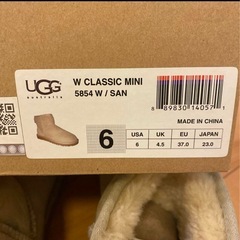 UGG
australia
W CLASSIC MINI
5854 W / SAN
8 89830 14057 1
6
USA UK EUR JAPAN
6 4.5 37.0 23.0
MADE IN CHINA